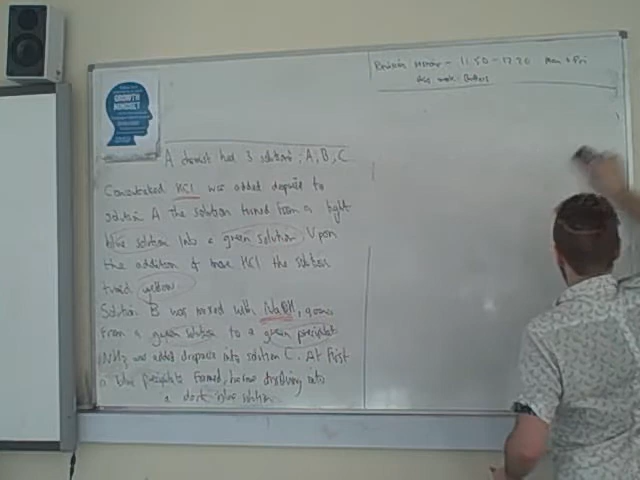 Revision session - 11:50 - 12:20 Mon + Fri
this week:
GROWTH
MINDSET
A chemist has 3 solutions, A, B, C
Concentrated HCl was added dropwise to
solution A the solution turned from a light
blue solution into a green solution Upon
the addition of more HCl the solution
turned yellow.
Solution B was mixed with NaOH, goes
from a green solution to a green precipitate
NH3 was added dropwise into solution C. At first
a blue precipitate formed, before dissolving into
a dark blue solution.